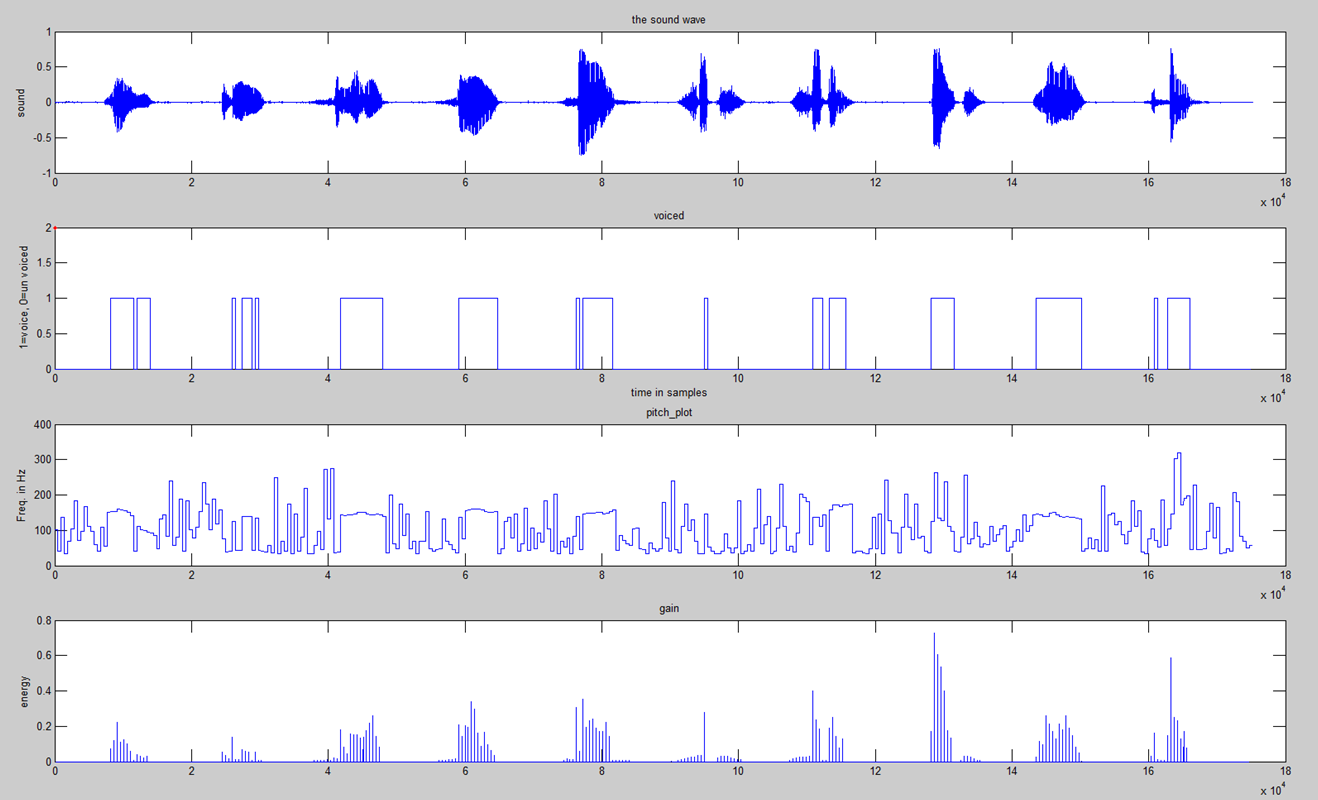 the sound wave
1
0.5
0
-0.5
-1
sound
0 2 4 6 8 10 12 14 16 18
x 10^4
voiced
2
1.5
1
0.5
0
1=voice, 0=un voiced
0 2 4 6 8 10 12 14 16 18
x 10^4
time in samples
pitch_plot
400
300
200
100
0
Freq. in Hz
0 2 4 6 8 10 12 14 16 18
x 10^4
gain
0.8
0.6
0.4
0.2
0
energy
0 2 4 6 8 10 12 14 16 18
x 10^4